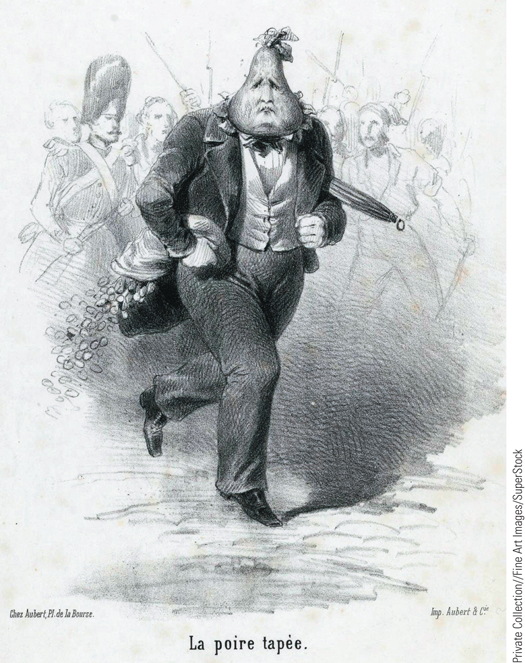 Chez Aubert, Pl. de la Bourse.
Imp. Aubert & Cie
La poire tapée.
Private Collection//Fine Art Images/SuperStock